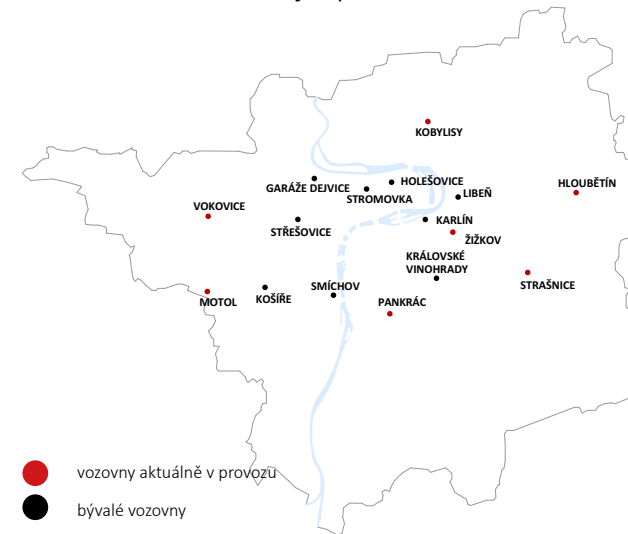 KOBYLISY
GARÁŽE DEJVICE
HOLEŠOVICE
HLOUBĚTÍN
STROMOVKA
LIBEŇ
VOKOVICE
STŘEŠOVICE
KARLÍN
ŽIŽKOV
KRÁLOVSKÉ
VINOHRADY
STRAŠNICE
SMÍCHOV
KOŠÍŘE
MOTOL
PANKRÁC
vozovny aktuálně v provozu
bývalé vozovny